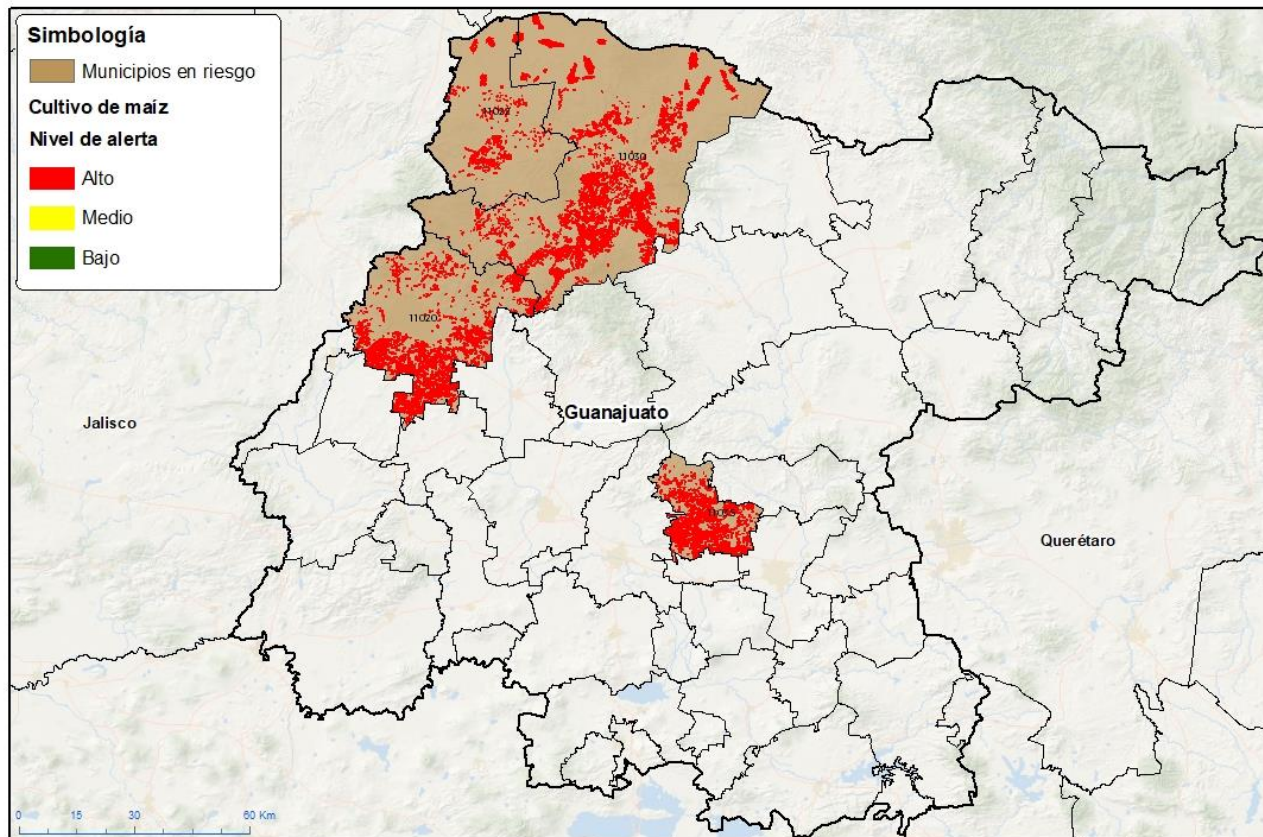 Simbología
Municipios en riesgo
Cultivo de maíz
Nivel de alerta
Alto
Medio
Bajo
11030
11020
Guanajuato
Jalisco
Querétaro
0 15 30 60 Km